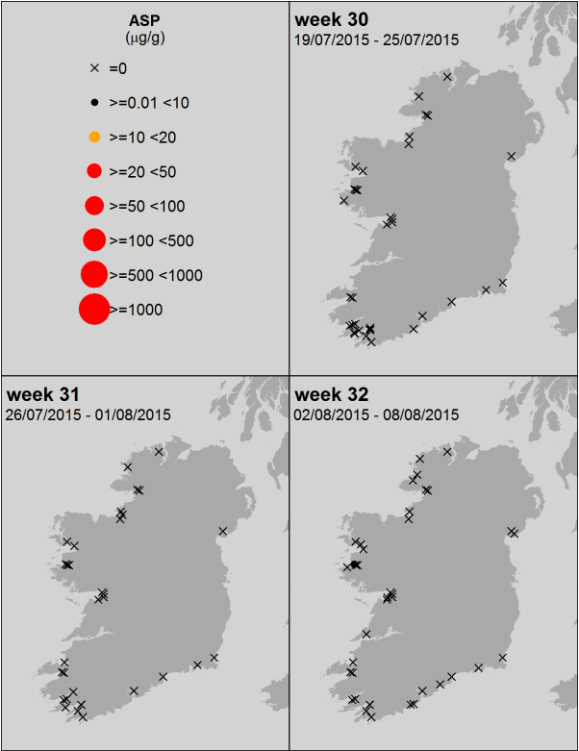 ASP
(µg/g)
=0
>=0.01 <10
>=10 <20
>=20 <50
>=50 <100
>=100 <500
>=500 <1000
>=1000
week 30
19/07/2015 - 25/07/2015
week 31
26/07/2015 - 01/08/2015
week 32
02/08/2015 - 08/08/2015